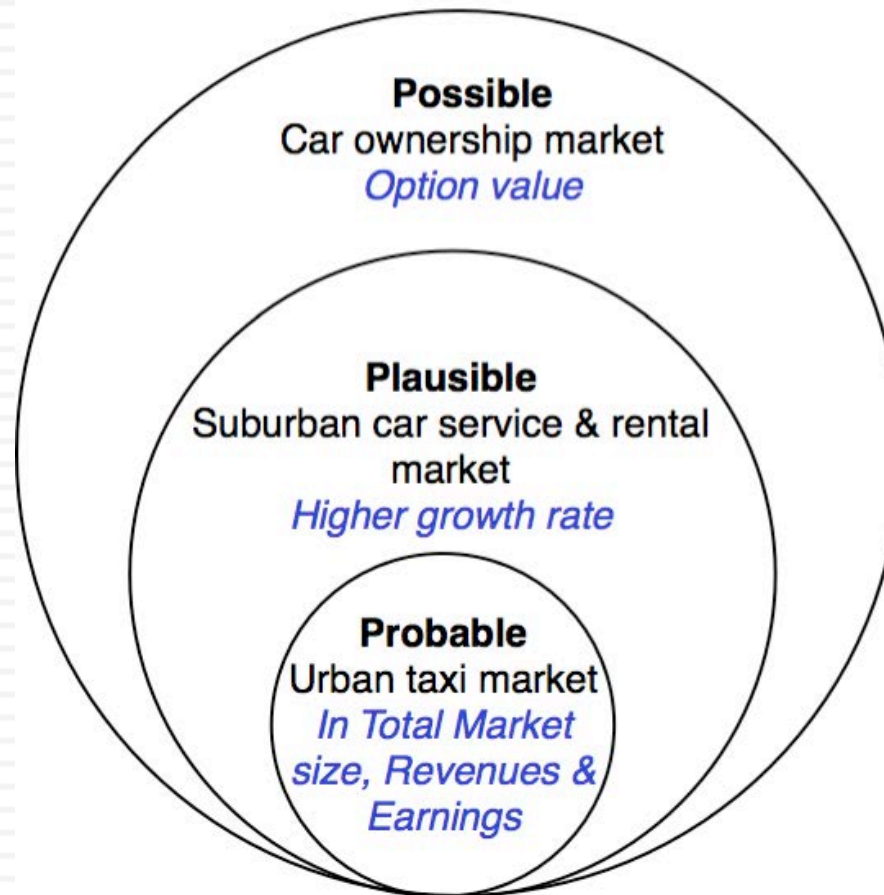 Possible
Car ownership market
Option value
Plausible
Suburban car service & rental
market
Higher growth rate
Probable
Urban taxi market
In Total Market
size, Revenues &
Earnings